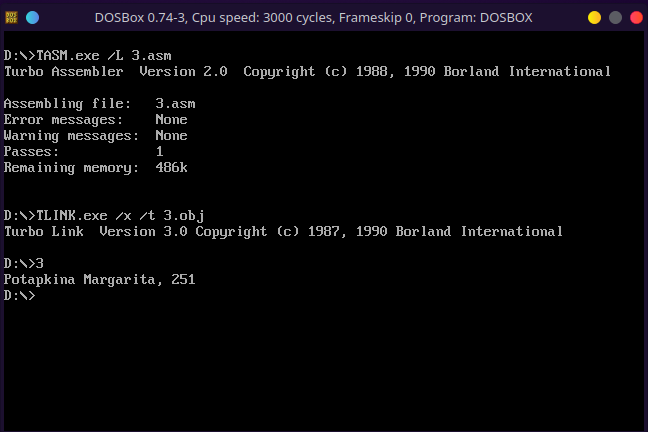 DOSBox 0.74-3, Cpu speed: 3000 cycles, Frameskip 0, Program: DOSBOX
D:\>TASM.exe /L 3.asm
Turbo Assembler  Version 2.0  Copyright (c) 1988, 1990 Borland International
Assembling file:   3.asm
Error messages:    None
Warning messages:  None
Passes:            1
Remaining memory:  486k
D:\>TLINK.exe /x /t 3.obj
Turbo Link  Version 3.0 Copyright (c) 1987, 1990 Borland International
D:\>3
Potapkina Margarita, 251
D:\>